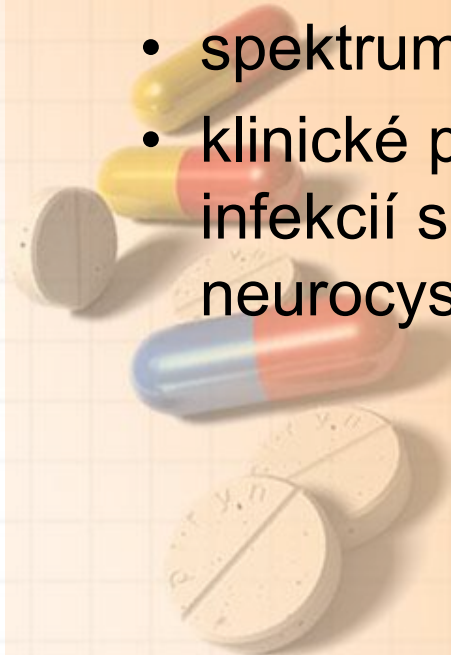 • spektrum
• klinické p
infekcií s
neurocys